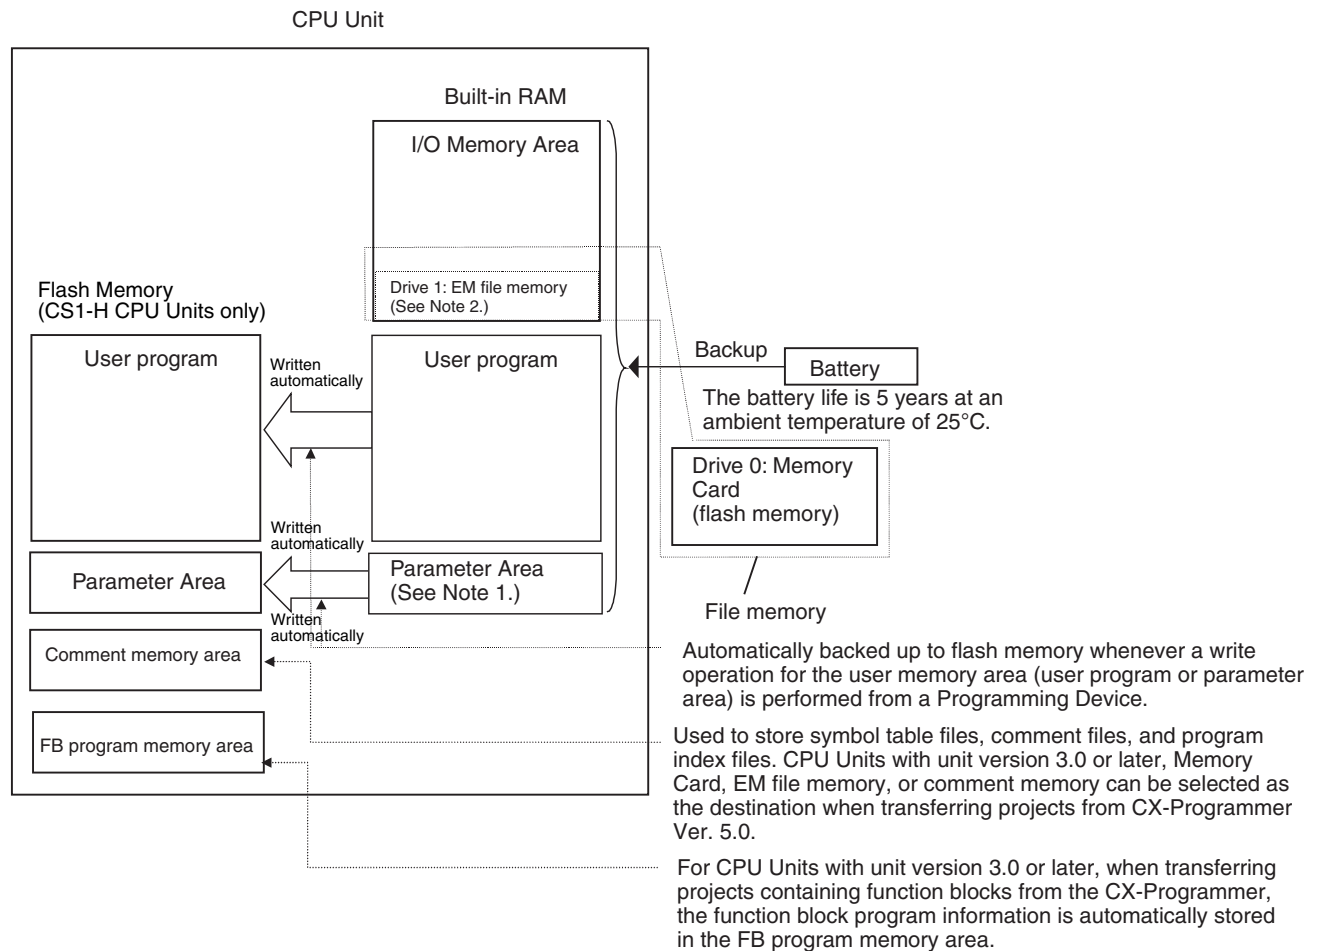 CPU Unit
Built-in RAM
I/O Memory Area
Drive 1: EM file memory
(See Note 2.)
Flash Memory
(CS1-H CPU Units only)
User program
Written
automatically
User program
Backup
Battery
The battery life is 5 years at an
ambient temperature of 25°C.
Drive 0: Memory
Card
(flash memory)
File memory
Written
automatically
Parameter Area
Parameter Area
(See Note 1.)
Written
automatically
Comment memory area
FB program memory area
Automatically backed up to flash memory whenever a write
operation for the user memory area (user program or parameter
area) is performed from a Programming Device.
Used to store symbol table files, comment files, and program
index files. CPU Units with unit version 3.0 or later, Memory
Card, EM file memory, or comment memory can be selected as
the destination when transferring projects from CX-Programmer
Ver. 5.0.
For CPU Units with unit version 3.0 or later, when transferring
projects containing function blocks from the CX-Programmer,
the function block program information is automatically stored
in the FB program memory area.